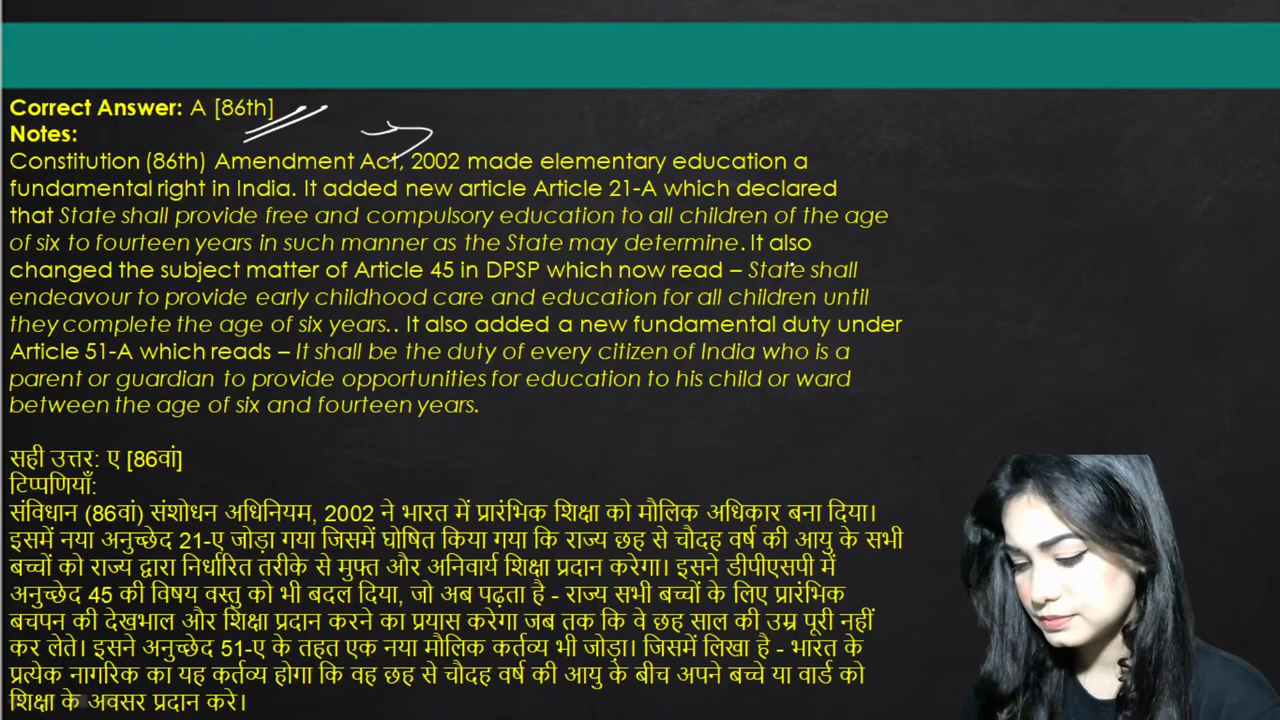 Correct Answer: A [86th]
Notes:
Constitution (86th) Amendment Act, 2002 made elementary education a
fundamental right in India. It added new article Article 21-A which declared
that State shall provide free and compulsory education to all children of the age
of six to fourteen years in such manner as the State may determine. It also
changed the subject matter of Article 45 in DPSP which now read – State shall
endeavour to provide early childhood care and education for all children until
they complete the age of six years.. It also added a new fundamental duty under
Article 51-A which reads – It shall be the duty of every citizen of India who is a
parent or guardian to provide opportunities for education to his child or ward
between the age of six and fourteen years.
सही उत्तर: ए [86वां]
टिप्पणियाँ:
संविधान (86वां) संशोधन अधिनियम, 2002 ने भारत में प्रारंभिक शिक्षा को मौलिक अधिकार बना दिया।
इसमें नया अनुच्छेद 21-ए जोड़ा गया जिसमें घोषित किया गया कि राज्य छह से चौदह वर्ष की आयु के सभी
बच्चों को राज्य द्वारा निर्धारित तरीके से मुफ्त और अनिवार्य शिक्षा प्रदान करेगा। इसने डीपीएसपी में
अनुच्छेद 45 की विषय वस्तु को भी बदल दिया, जो अब पढ़ता है - राज्य सभी बच्चों के लिए प्रारंभिक
बचपन की देखभाल और शिक्षा प्रदान करने का प्रयास करेगा जब तक कि वे छह साल की उम्र पूरी नहीं
कर लेते। इसने अनुच्छेद 51-ए के तहत एक नया मौलिक कर्तव्य भी जोड़ा। जिसमें लिखा है - भारत के
प्रत्येक नागरिक का यह कर्तव्य होगा कि वह छह से चौदह वर्ष की आयु के बीच अपने बच्चे या वार्ड को
शिक्षा के अवसर प्रदान करे।